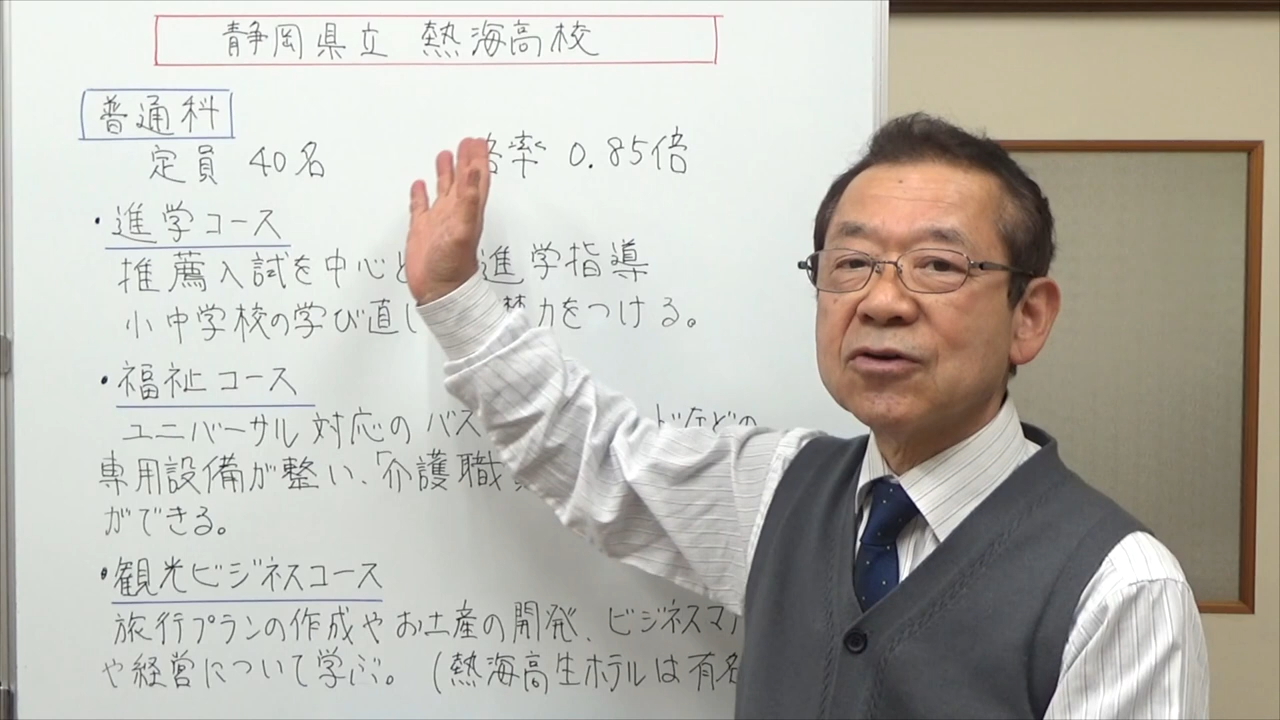 静岡県立 熱海高校
普通科
定員 40名 率 0.85倍
・進学コース
推薦入試を中心と 進学指導
小中学校の学び直し 力をつける。
・福祉コース
ユニバーサル対応のバス などの
専用設備が整い、「介護職
ができる。
・観光ビジネスコース
旅行プランの作成やお土産の開発、ビジネスマ
や経営について学ぶ。(熱海高生ホテルは有名